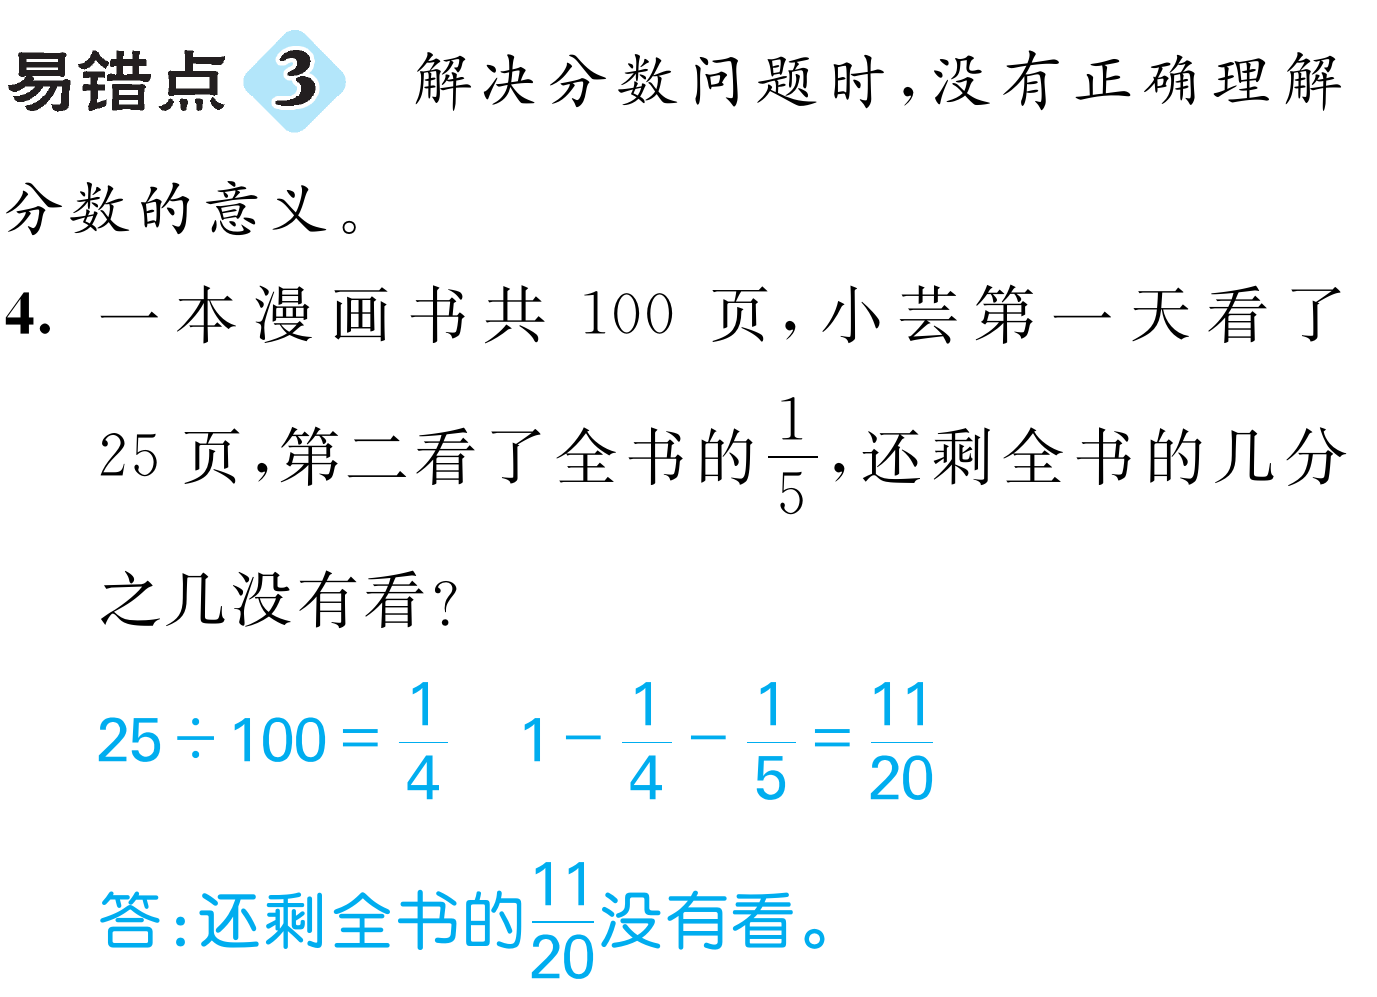 易错点 3 解决分数问题时,没有正确理解
分数的意义。
4. 一本漫画书共 100 页,小芸第一天看了
25 页,第二看了全书的1/5,还剩全书的几分
之几没有看?
25÷100=1/4 1-1/4-1/5=11/20
答:还剩全书的11/20没有看。